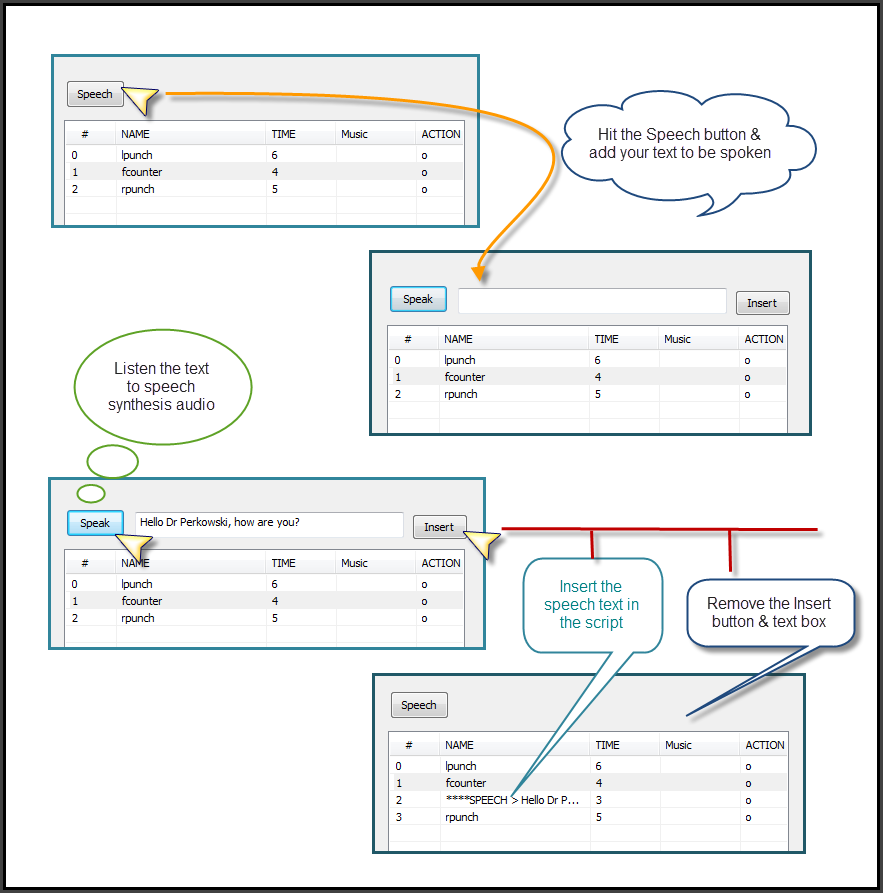 Speech
# NAME TIME Music ACTION
0 lpunch 6 o
1 fcounter 4 o
2 rpunch 5 o
Hit the Speech button &
add your text to be spoken
Speak Insert
# NAME TIME Music ACTION
0 lpunch 6 o
1 fcounter 4 o
2 rpunch 5 o
Listen the text
to speech
synthesis audio
Speak Hello Dr Perkowski, how are you? Insert
# NAME TIME Music ACTION
0 lpunch 6 o
1 fcounter 4 o
2 rpunch 5 o
Insert the
speech text in
the script
Remove the Insert
button & text box
Speech
# NAME TIME Music ACTION
0 lpunch 6 o
1 fcounter 4 o
2 ****SPEECH > Hello Dr P... 3 o
3 rpunch 5 o